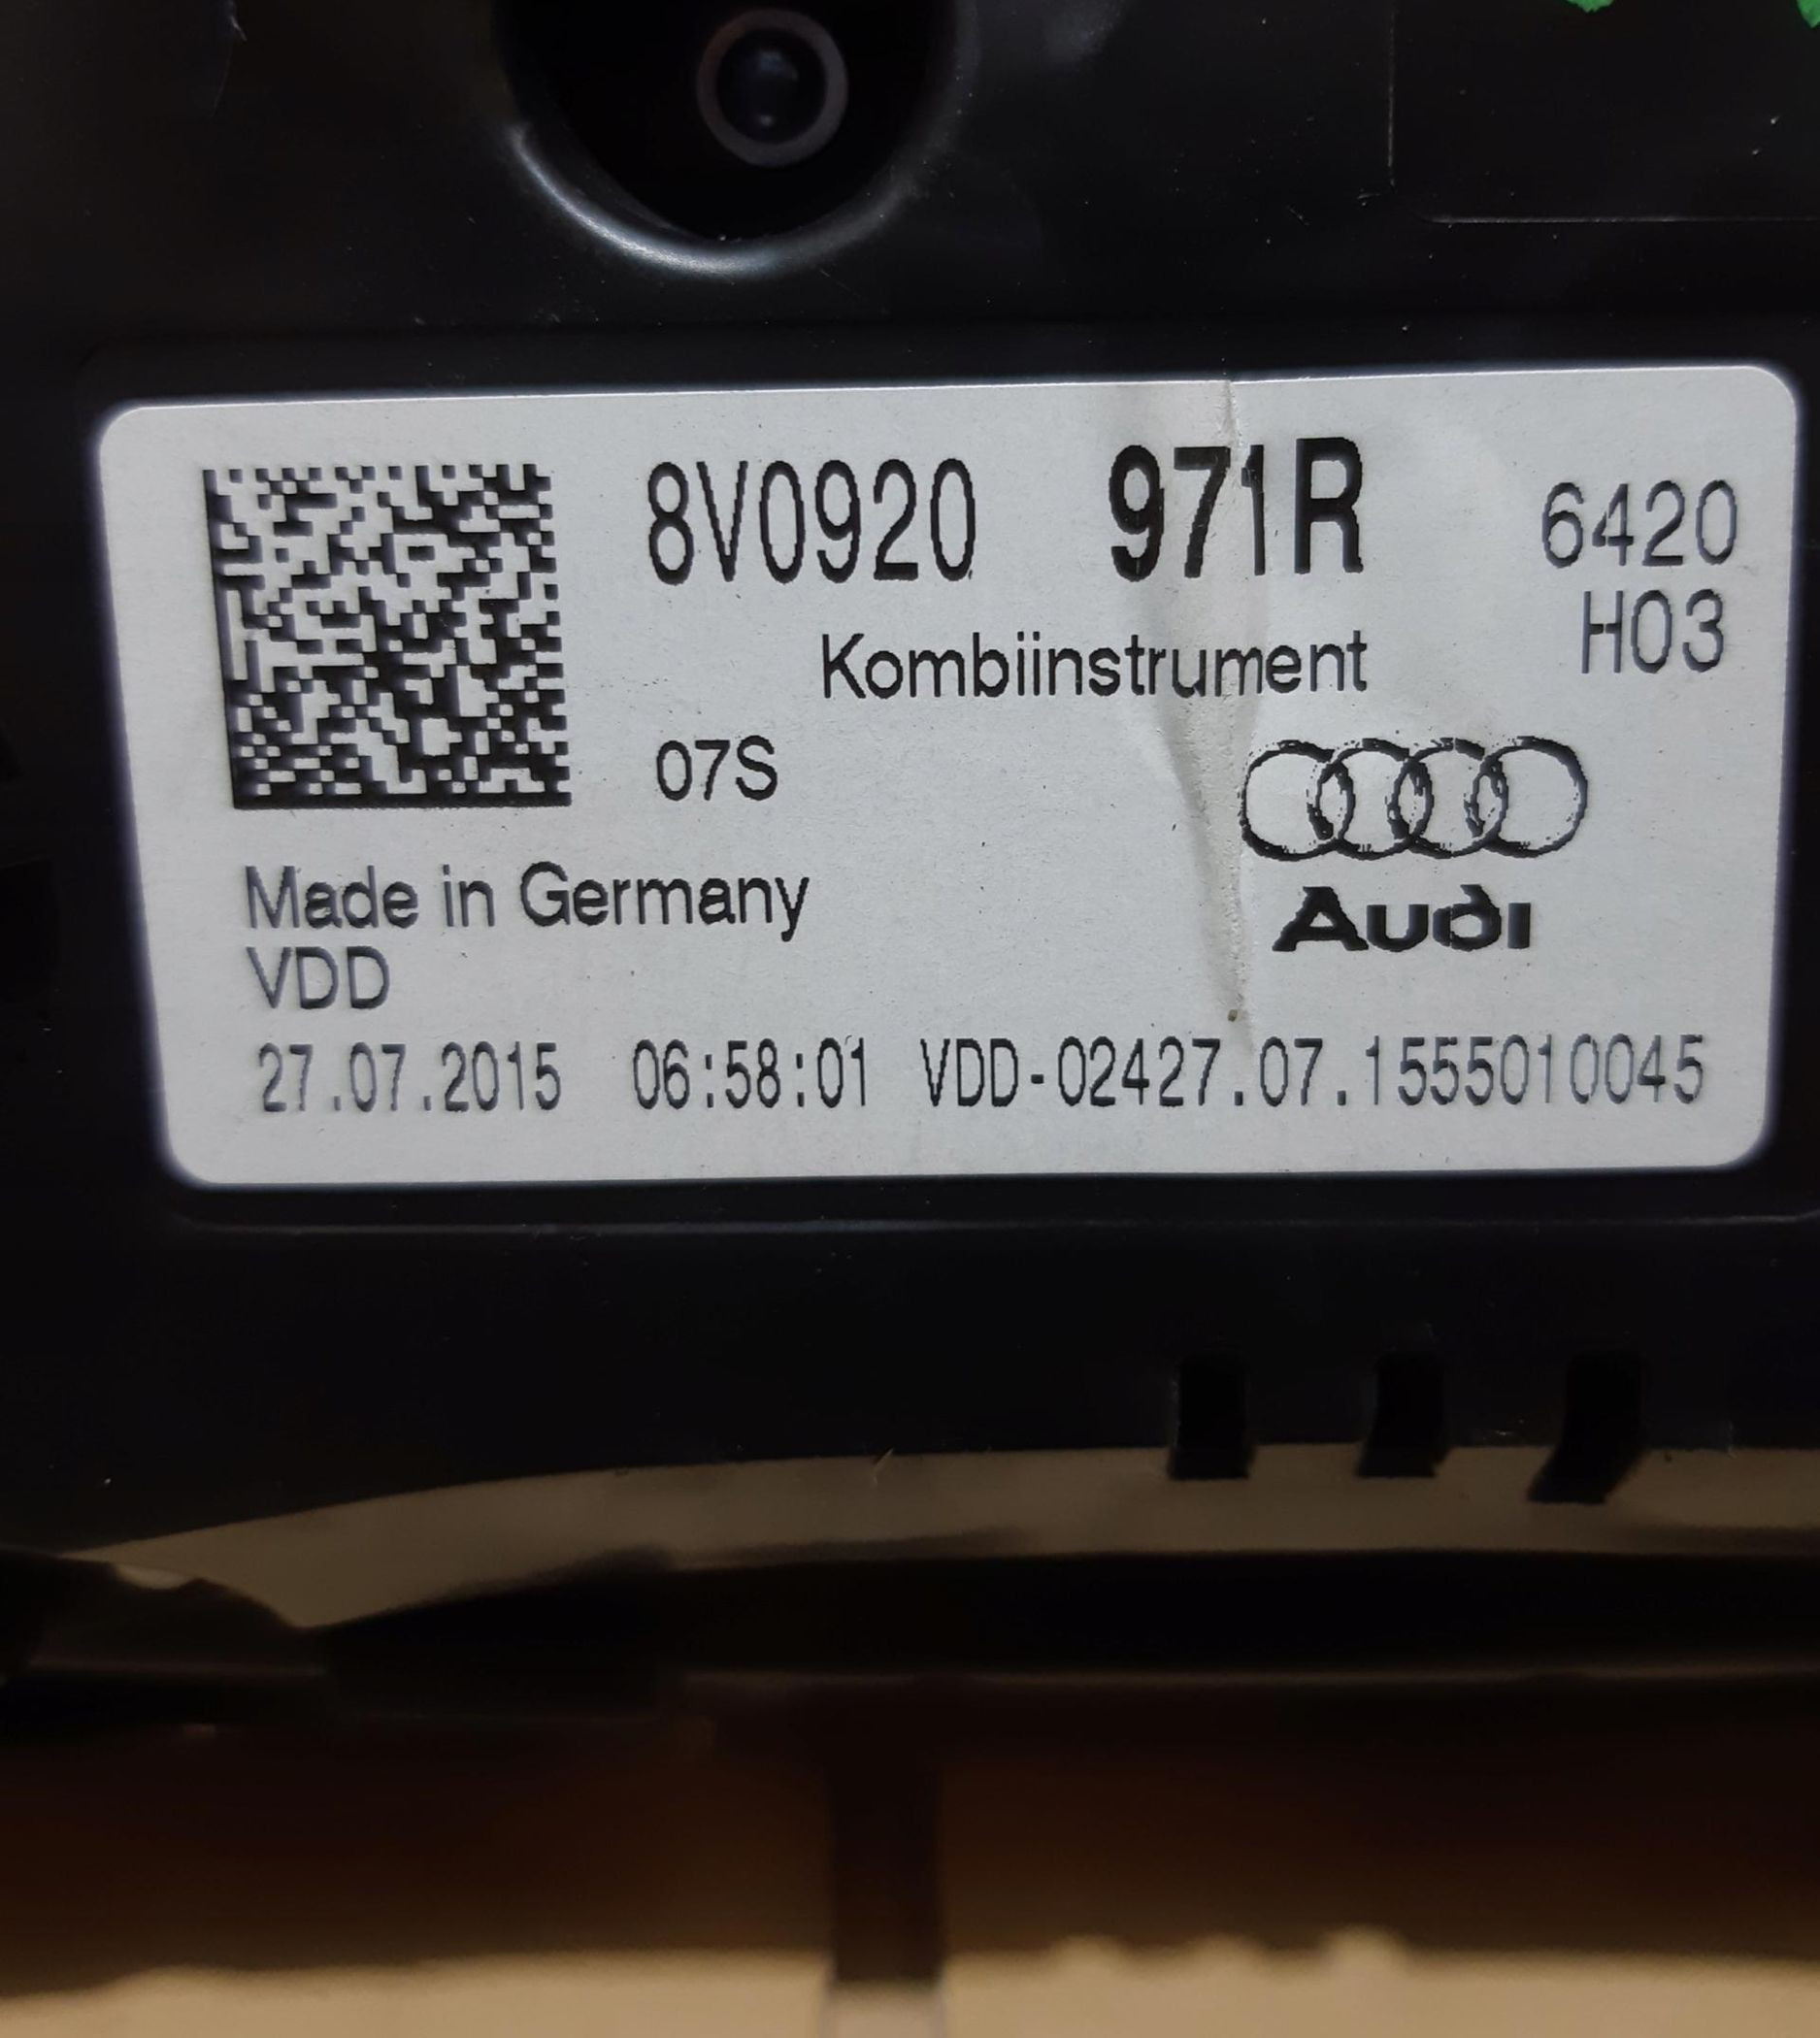 8V0920 971R 6420
H03
Kombiinstrument
07S
Audi
Made in Germany
VDD
27.07.2015 06:58:01 VDD-02427.07.1555010045